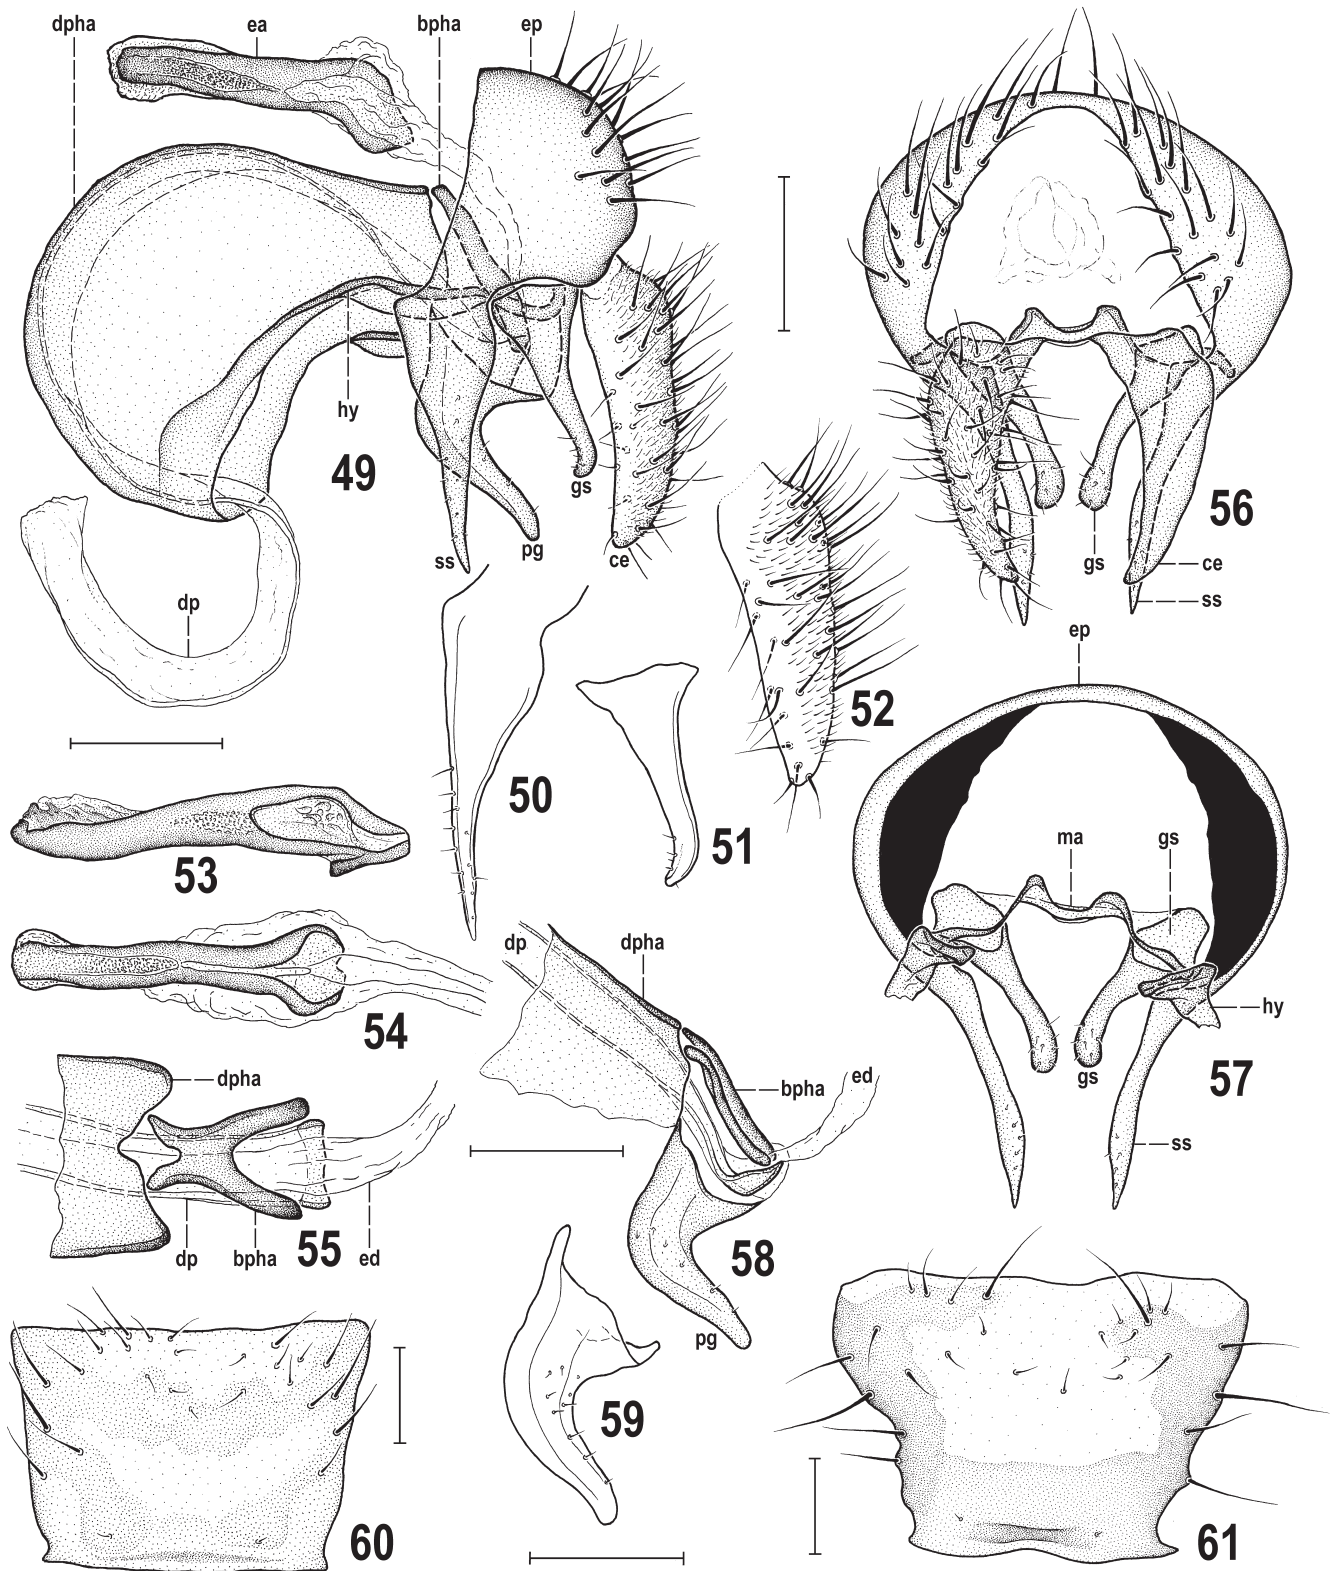 dpha ea bpha ep
hy
49
gs
56
ss pg ce
gs
ce
ss
dp
ep
52
50
51
53
ma gs
dp dpha
54
hy
gs
57
dpha
bpha ed
ss
dp bpha 55 ed
58
pg
59
60
61